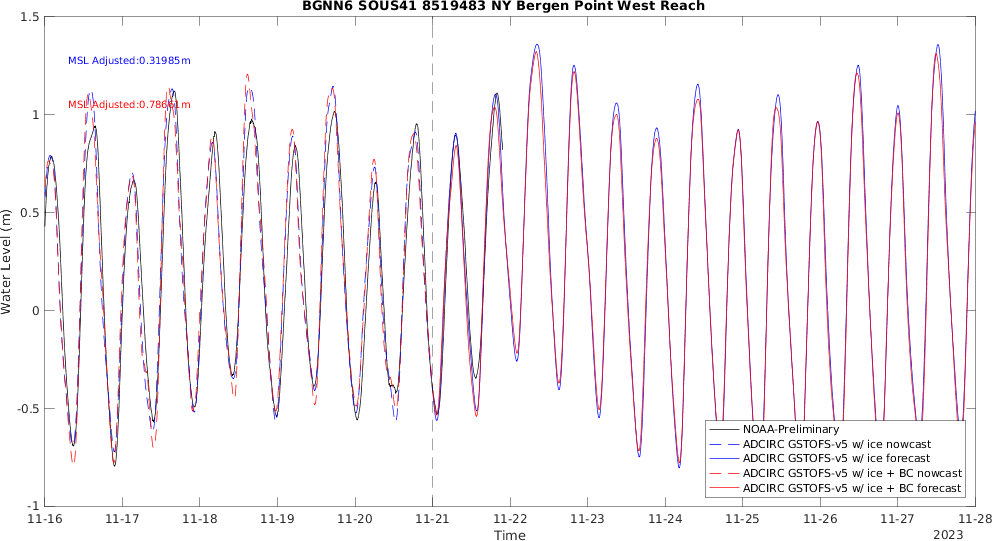 BGNN6 SOUS41 8519483 NY Bergen Point West Reach
1.5
MSL Adjusted:0.31985m
MSL
1
0.5
Water Level (m)
0
-0.5
-1
NOAA-Preliminary
ADCIRC GSTOFS-v5 w/ ice nowcast
ADCIRC GSTOFS-v5 w/ ice forecast
ADCIRC GSTOFS-v5 w/ ice + BC nowcast
ADCIRC GSTOFS-v5 w/ ice + BC forecast
11-16 11-17 11-18 11-19 11-20 11-21 11-22 11-23 11-24 11-25 11-26 11-27 11-28
Time
2023